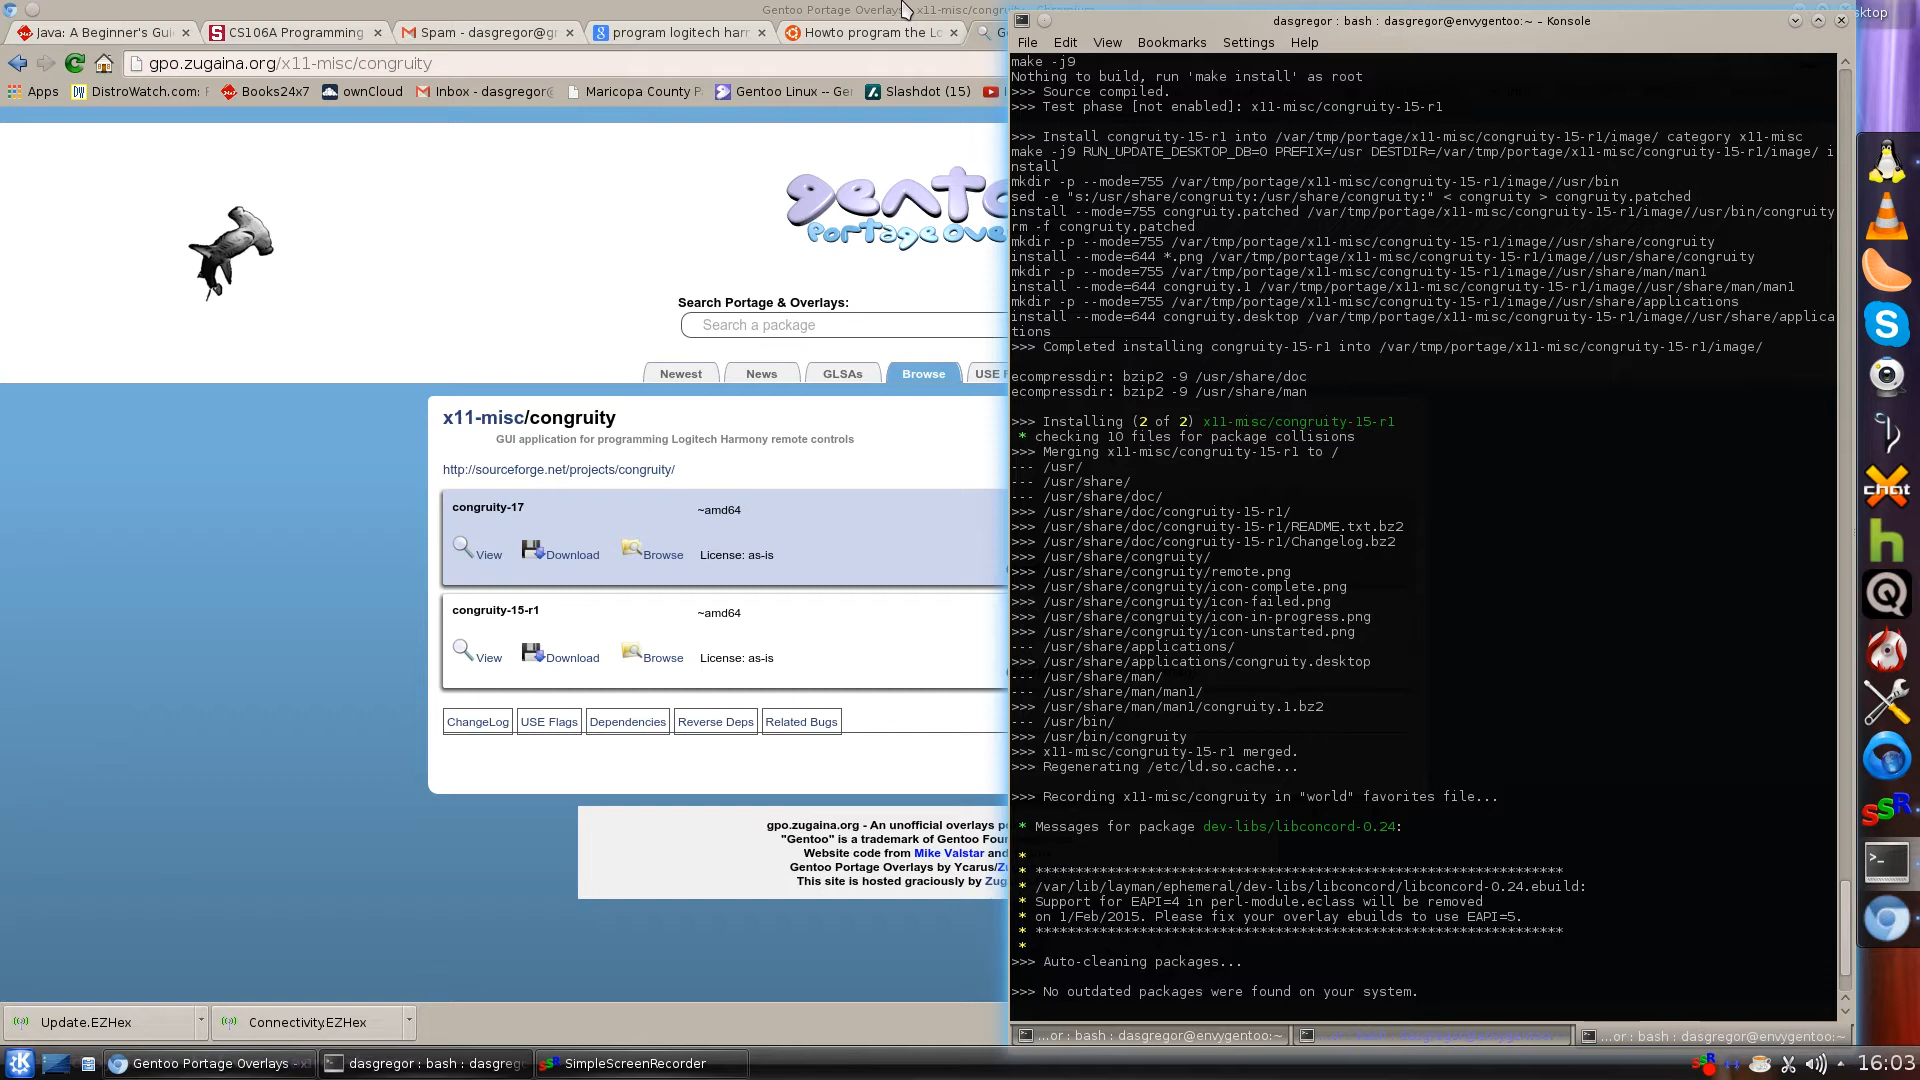 Gentoo Portage Overlays - x11-misc/congruity - Chromium
Java: A Beginner's Gui
CS106A Programming
Spam - dasgregor@gr
program logitech harr
Howto program the Lo
Ge
gpo.zugaina.org/x11-misc/congruity
Apps
DistroWatch.com:
Books24x7
ownCloud
Inbox - dasgregor@
Maricopa County P
Gentoo Linux -- Ge
Slashdot (15)
gento
Portage Ove
Search Portage & Overlays:
Search a package
Newest
News
GLSAs
Browse
USE F
x11-misc/congruity
GUI application for programming Logitech Harmony remote controls
http://sourceforge.net/projects/congruity/
congruity-17
~amd64
View
Download
Browse
License: as-is
congruity-15-r1
~amd64
View
Download
Browse
License: as-is
ChangeLog
USE Flags
Dependencies
Reverse Deps
Related Bugs
gpo.zugaina.org - An unofficial overlays po
"Gentoo" is a trademark of Gentoo Foun
Website code from Mike Valstar and
Gentoo Portage Overlays by Ycarus/Zu
This site is hosted graciously by Zug
Update.EZHex
Connectivity.EZHex
dasgregor : bash : dasgregor@envygentoo:~ – Konsole
File Edit View Bookmarks Settings Help
make -j9
Nothing to build, run 'make install' as root
>>> Source compiled.
>>> Test phase [not enabled]: x11-misc/congruity-15-r1
>>> Install congruity-15-r1 into /var/tmp/portage/x11-misc/congruity-15-r1/image/ category x11-misc
make -j9 RUN_UPDATE_DESKTOP_DB=0 PREFIX=/usr DESTDIR=/var/tmp/portage/x11-misc/congruity-15-r1/image/ i
nstall
mkdir -p --mode=755 /var/tmp/portage/x11-misc/congruity-15-r1/image//usr/bin
sed -e "s:/usr/share/congruity:/usr/share/congruity:" < congruity > congruity.patched
install --mode=755 congruity.patched /var/tmp/portage/x11-misc/congruity-15-r1/image//usr/bin/congruity
rm -f congruity.patched
mkdir -p --mode=755 /var/tmp/portage/x11-misc/congruity-15-r1/image//usr/share/congruity
install --mode=644 *.png /var/tmp/portage/x11-misc/congruity-15-r1/image//usr/share/congruity
mkdir -p --mode=755 /var/tmp/portage/x11-misc/congruity-15-r1/image//usr/share/man/man1
install --mode=644 congruity.1 /var/tmp/portage/x11-misc/congruity-15-r1/image//usr/share/man/man1
mkdir -p --mode=755 /var/tmp/portage/x11-misc/congruity-15-r1/image//usr/share/applications
install --mode=644 congruity.desktop /var/tmp/portage/x11-misc/congruity-15-r1/image//usr/share/applica
tions
>>> Completed installing congruity-15-r1 into /var/tmp/portage/x11-misc/congruity-15-r1/image/
ecompressdir: bzip2 -9 /usr/share/doc
ecompressdir: bzip2 -9 /usr/share/man
>>> Installing (2 of 2) x11-misc/congruity-15-r1
* checking 10 files for package collisions
>>> Merging x11-misc/congruity-15-r1 to /
--- /usr/
--- /usr/share/
--- /usr/share/doc/
>>> /usr/share/doc/congruity-15-r1/
>>> /usr/share/doc/congruity-15-r1/README.txt.bz2
>>> /usr/share/doc/congruity-15-r1/Changelog.bz2
>>> /usr/share/congruity/
>>> /usr/share/congruity/remote.png
>>> /usr/share/congruity/icon-complete.png
>>> /usr/share/congruity/icon-failed.png
>>> /usr/share/congruity/icon-in-progress.png
>>> /usr/share/congruity/icon-unstarted.png
--- /usr/share/applications/
>>> /usr/share/applications/congruity.desktop
--- /usr/share/man/
--- /usr/share/man/man1/
>>> /usr/share/man/man1/congruity.1.bz2
--- /usr/bin/
>>> /usr/bin/congruity
>>> x11-misc/congruity-15-r1 merged.
>>> Regenerating /etc/ld.so.cache...
>>> Recording x11-misc/congruity in "world" favorites file...
* Messages for package dev-libs/libconcord-0.24:
*
* ******************************************************************
* /var/lib/layman/ephemeral/dev-libs/libconcord/libconcord-0.24.ebuild:
* Support for EAPI=4 in perl-module.eclass will be removed
* on 1/Feb/2015. Please fix your overlay ebuilds to use EAPI=5.
* ******************************************************************
*
>>> Auto-cleaning packages...
>>> No outdated packages were found on your system.
...or : bash : dasgregor@envygentoo:~
...or : bash : dasgregor@envygentoo:~
...or : bash : dasgregor@envygentoo:~
ktop
chat
SSR
Gentoo Portage Overlays - x
dasgregor : bash : dasgreg
SimpleScreenRecorder
16:03